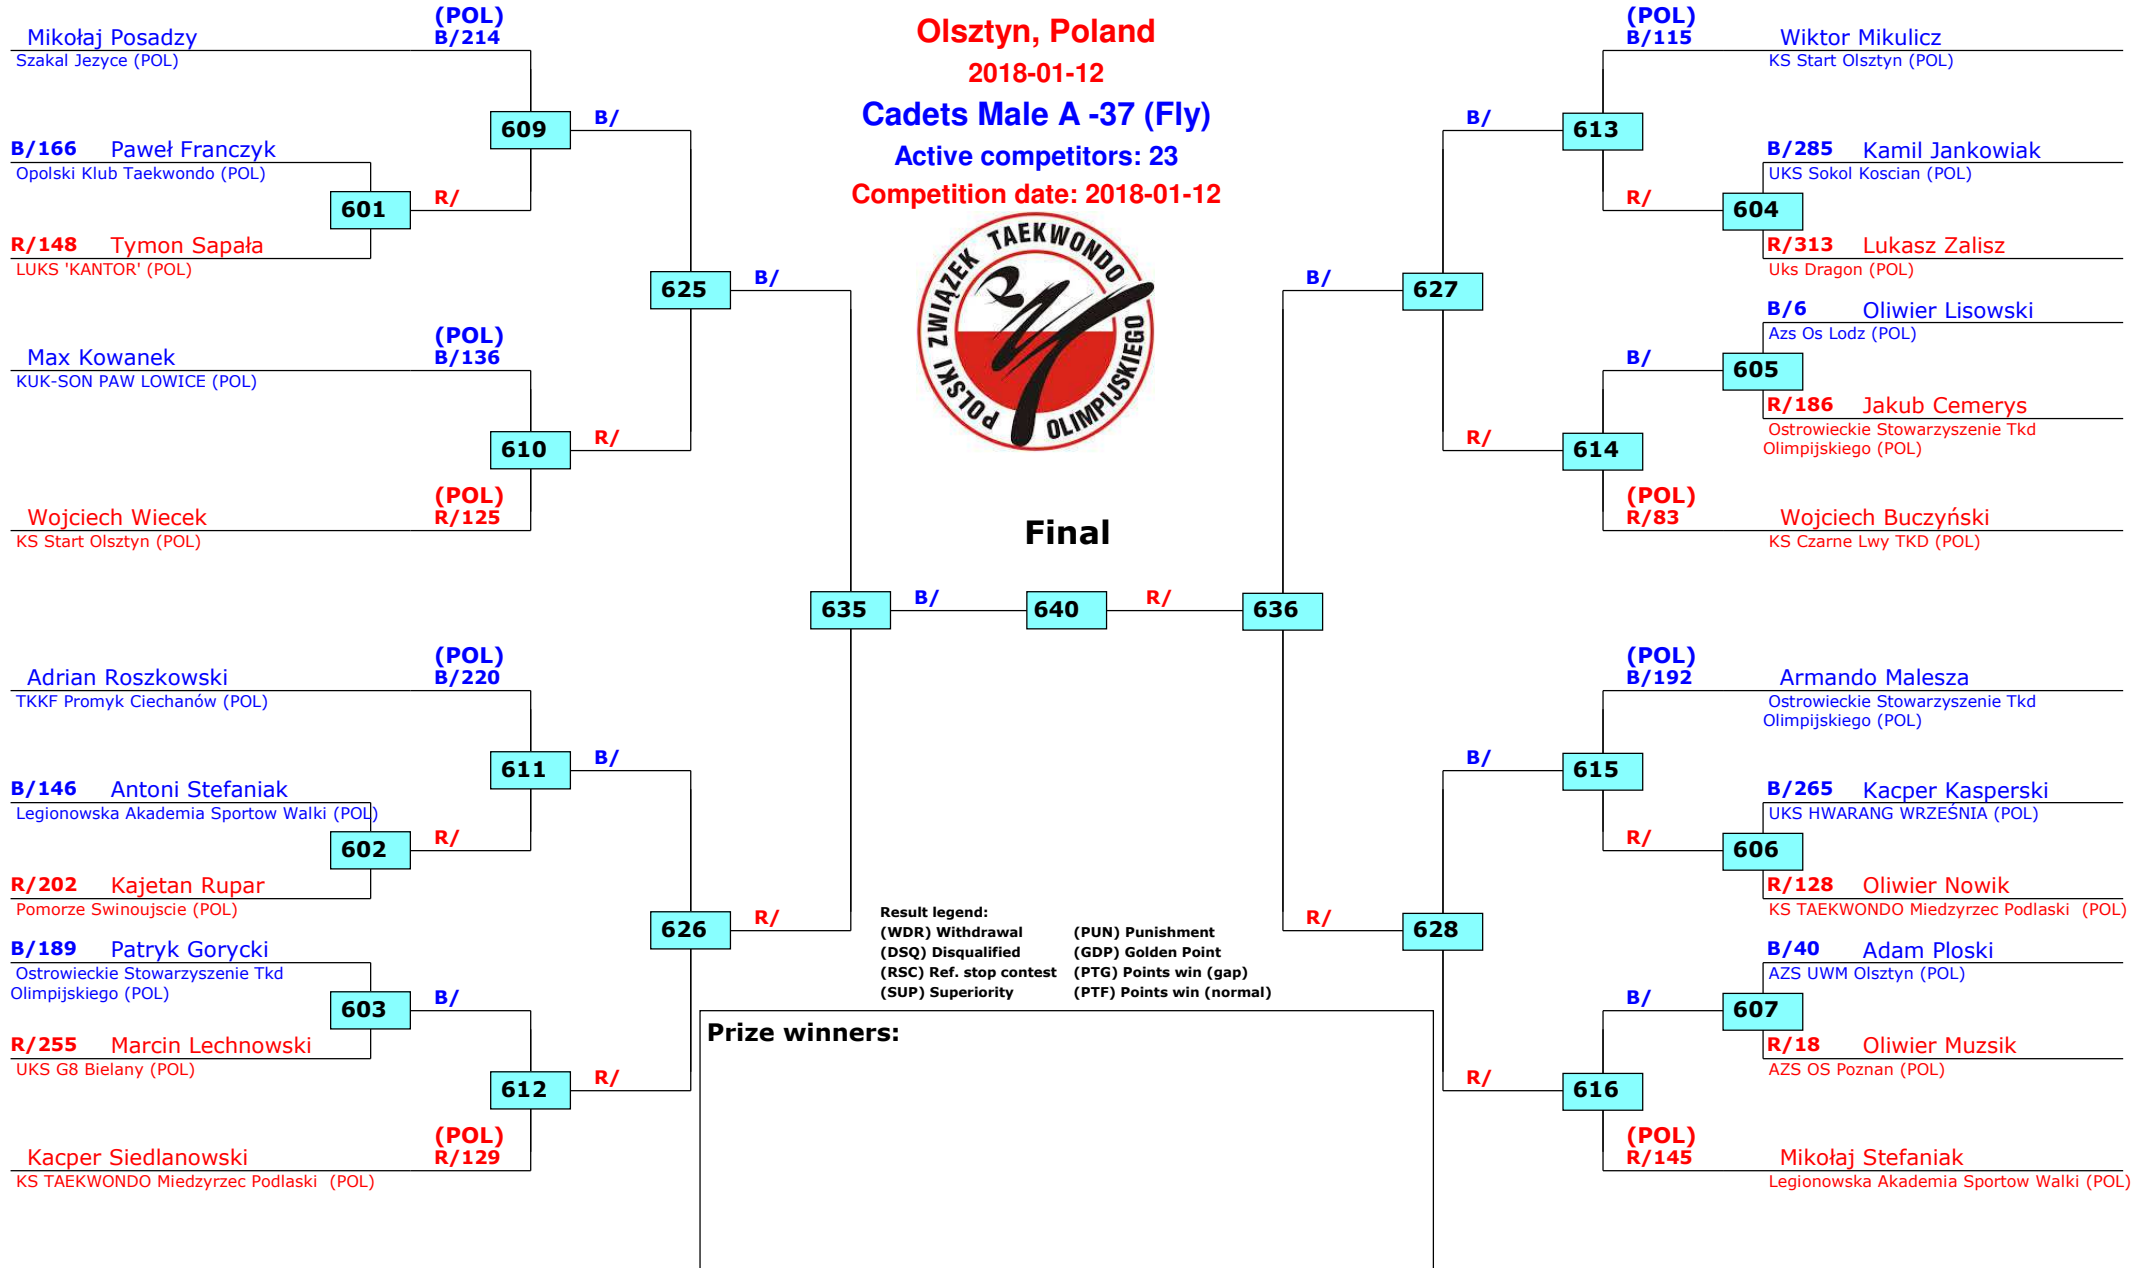 Olsztyn, Poland
2018-01-12
Cadets Male A -37 (Fly)
Active competitors: 23
Competition date: 2018-01-12
POLSKI ZWIĄZEK TAEKWONDO OLIMPIJSKIEGO
(POL)
Mikołaj Posadzy B/214
Szakal Jezyce (POL)
609 B/
B/166 Paweł Franczyk
Opolski Klub Taekwondo (POL)
601 R/
R/148 Tymon Sapała
LUKS 'KANTOR' (POL)
625 B/
(POL)
Max Kowanek B/136
KUK-SON PAW LOWICE (POL)
610 R/
(POL)
Wojciech Wiecek R/125
KS Start Olsztyn (POL)
635 B/
(POL)
Adrian Roszkowski B/220
TKKF Promyk Ciechanów (POL)
611 B/
B/146 Antoni Stefaniak
Legionowska Akademia Sportow Walki (POL)
602 R/
R/202 Kajetan Rupar
Pomorze Swinoujscie (POL)
626 R/
B/189 Patryk Gorycki
Ostrowieckie Stowarzyszenie Tkd
Olimpijskiego (POL)
603 B/
R/255 Marcin Lechnowski
UKS G8 Bielany (POL)
612 R/
(POL)
Kacper Siedlanowski R/129
KS TAEKWONDO Miedzyrzec Podlaski (POL)
Final
640
(POL)
B/115 Wiktor Mikulicz
KS Start Olsztyn (POL)
B/ 613
B/285 Kamil Jankowiak
UKS Sokol Koscian (POL)
R/ 604
R/313 Lukasz Zalisz
Uks Dragon (POL)
B/ 627
B/6 Oliwier Lisowski
Azs Os Lodz (POL)
B/ 605
R/186 Jakub Cemerys
Ostrowieckie Stowarzyszenie Tkd
Olimpijskiego (POL)
R/ 614
(POL)
R/83 Wojciech Buczyński
KS Czarne Lwy TKD (POL)
R/ 636
(POL)
B/192 Armando Malesza
Ostrowieckie Stowarzyszenie Tkd
Olimpijskiego (POL)
B/ 615
B/265 Kacper Kasperski
UKS HWARANG WRZEŚNIA (POL)
R/ 606
R/128 Oliwier Nowik
KS TAEKWONDO Miedzyrzec Podlaski (POL)
R/ 628
B/40 Adam Ploski
AZS UWM Olsztyn (POL)
B/ 607
R/18 Oliwier Muzsik
AZS OS Poznan (POL)
R/ 616
(POL)
R/145 Mikołaj Stefaniak
Legionowska Akademia Sportow Walki (POL)
Result legend:
(WDR) Withdrawal (PUN) Punishment
(DSQ) Disqualified (GDP) Golden Point
(RSC) Ref. stop contest (PTG) Points win (gap)
(SUP) Superiority (PTF) Points win (normal)
Prize winners: